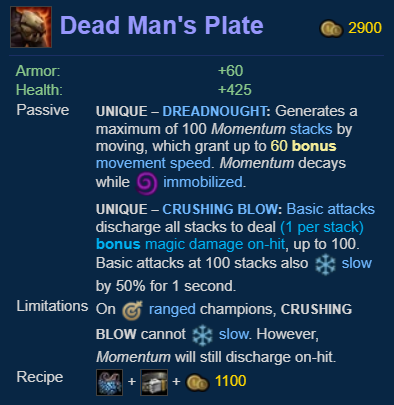 Dead Man's Plate 2900
Armor: +60
Health: +425
Passive UNIQUE – DREADNOUGHT: Generates a
maximum of 100 Momentum stacks by
moving, which grant up to 60 bonus
movement speed. Momentum decays
while immobilized.
UNIQUE – CRUSHING BLOW: Basic attacks
discharge all stacks to deal (1 per stack)
bonus magic damage on-hit, up to 100.
Basic attacks at 100 stacks also slow
by 50% for 1 second.
Limitations On ranged champions, CRUSHING
BLOW cannot slow. However,
Momentum will still discharge on-hit.
Recipe + + 1100